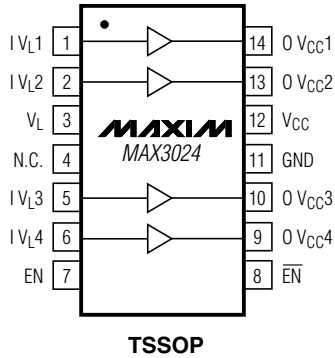 I VL1 1 14 O VCC1
I VL2 2 13 O VCC2
VL 3 12 VCC
MAXIM
N.C. 4 MAX3024 11 GND
I VL3 5 10 O VCC3
I VL4 6 9 O VCC4
EN 7 8 E̅N̅
TSSOP